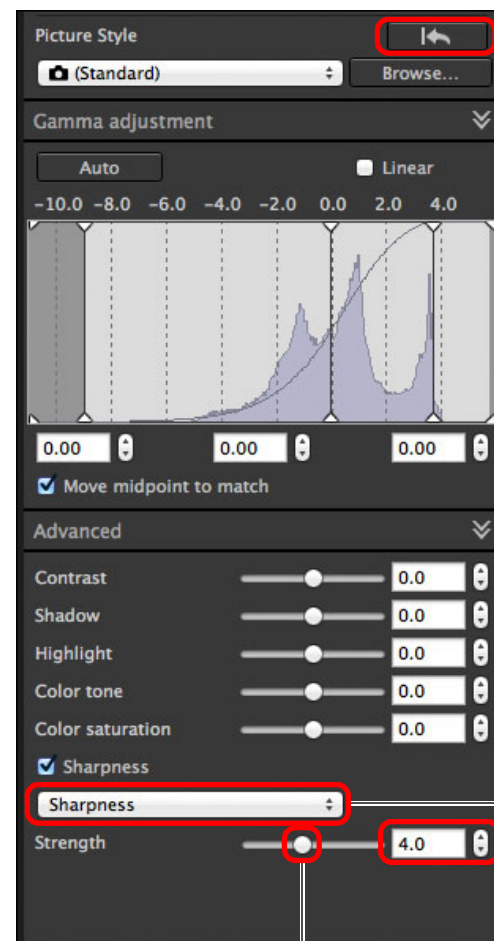 Picture Style
(Standard) Browse...
Gamma adjustment
Auto Linear
-10.0 -8.0 -6.0 -4.0 -2.0 0.0 2.0 4.0
0.00 0.00 0.00
Move midpoint to match
Advanced
Contrast 0.0
Shadow 0.0
Highlight 0.0
Color tone 0.0
Color saturation 0.0
Sharpness
Sharpness
Strength 4.0